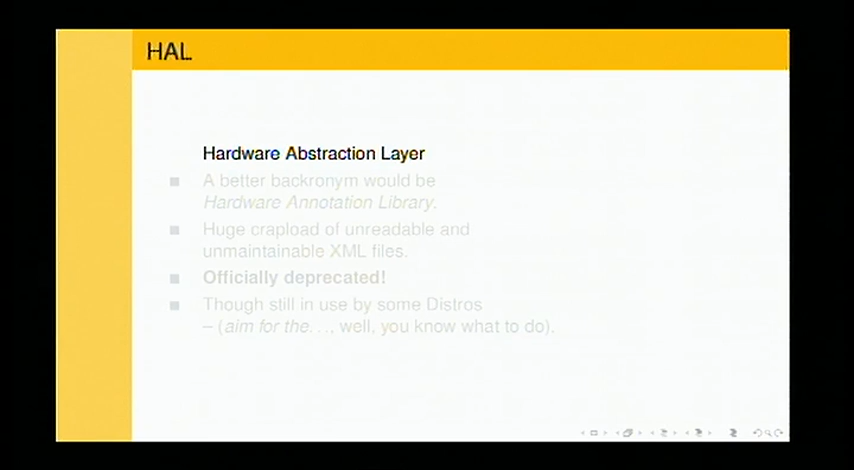 HAL
Hardware Abstraction Layer
A better backronym would be
Hardware Annotation Library.
Huge crapload of unreadable and
unmaintainable XML files.
Officially deprecated!
Though still in use by some Distros
– (aim for the..., well, you know what to do).